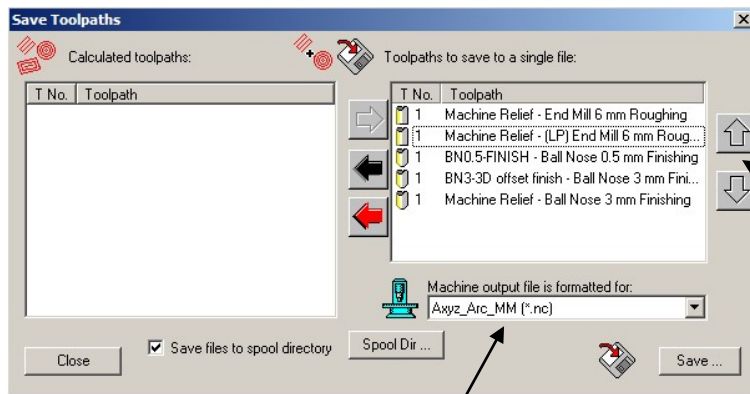 Save Toolpaths
Calculated toolpaths:
T No. Toolpath
Toolpaths to save to a single file:
T No. Toolpath
1 Machine Relief - End Mill 6 mm Roughing
1 Machine Relief - (LP) End Mill 6 mm Roug...
1 BN0.5-FINISH - Ball Nose 0.5 mm Finishing
1 BN3-3D offset finish - Ball Nose 3 mm Fini...
1 Machine Relief - Ball Nose 3 mm Finishing
Machine output file is formatted for:
Axyz_Arc_MM (*.nc)
Close
Save files to spool directory
Spool Dir ...
Save ...